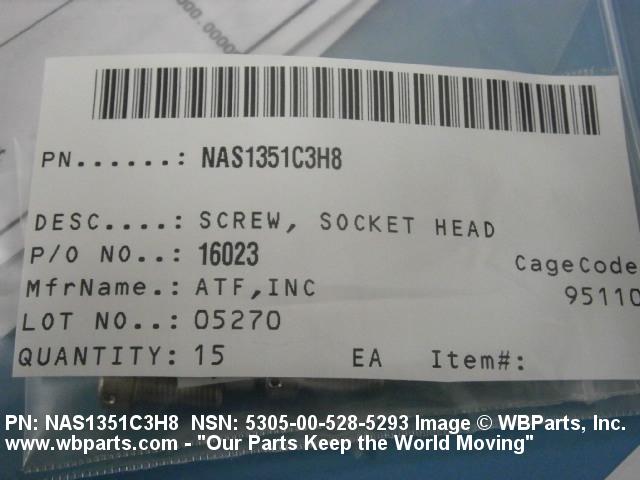 PN......: NAS1351C3H8
DESC....: SCREW, SOCKET HEAD
P/O NO..: 16023
CageCode
MfrName.: ATF,INC
95110
LOT NO..: 05270
QUANTITY: 15 EA Item#:
PN: NAS1351C3H8 NSN: 5305-00-528-5293 Image © WBParts, Inc.
www.wbparts.com - "Our Parts Keep the World Moving"